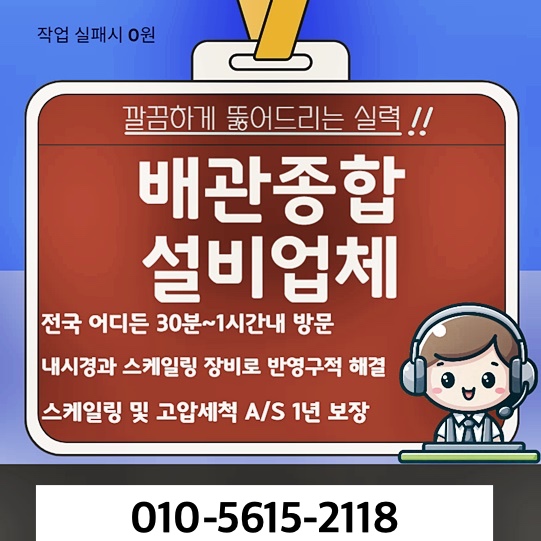 작업 실패시 0원
깔끔하게 뚫어드리는 실력 !!
배관종합
설비업체
전국 어디든 30분~1시간내 방문
내시경과 스케일링 장비로 반영구적 해결
스케일링 및 고압세척 A/S 1년 보장
010-5615-2118